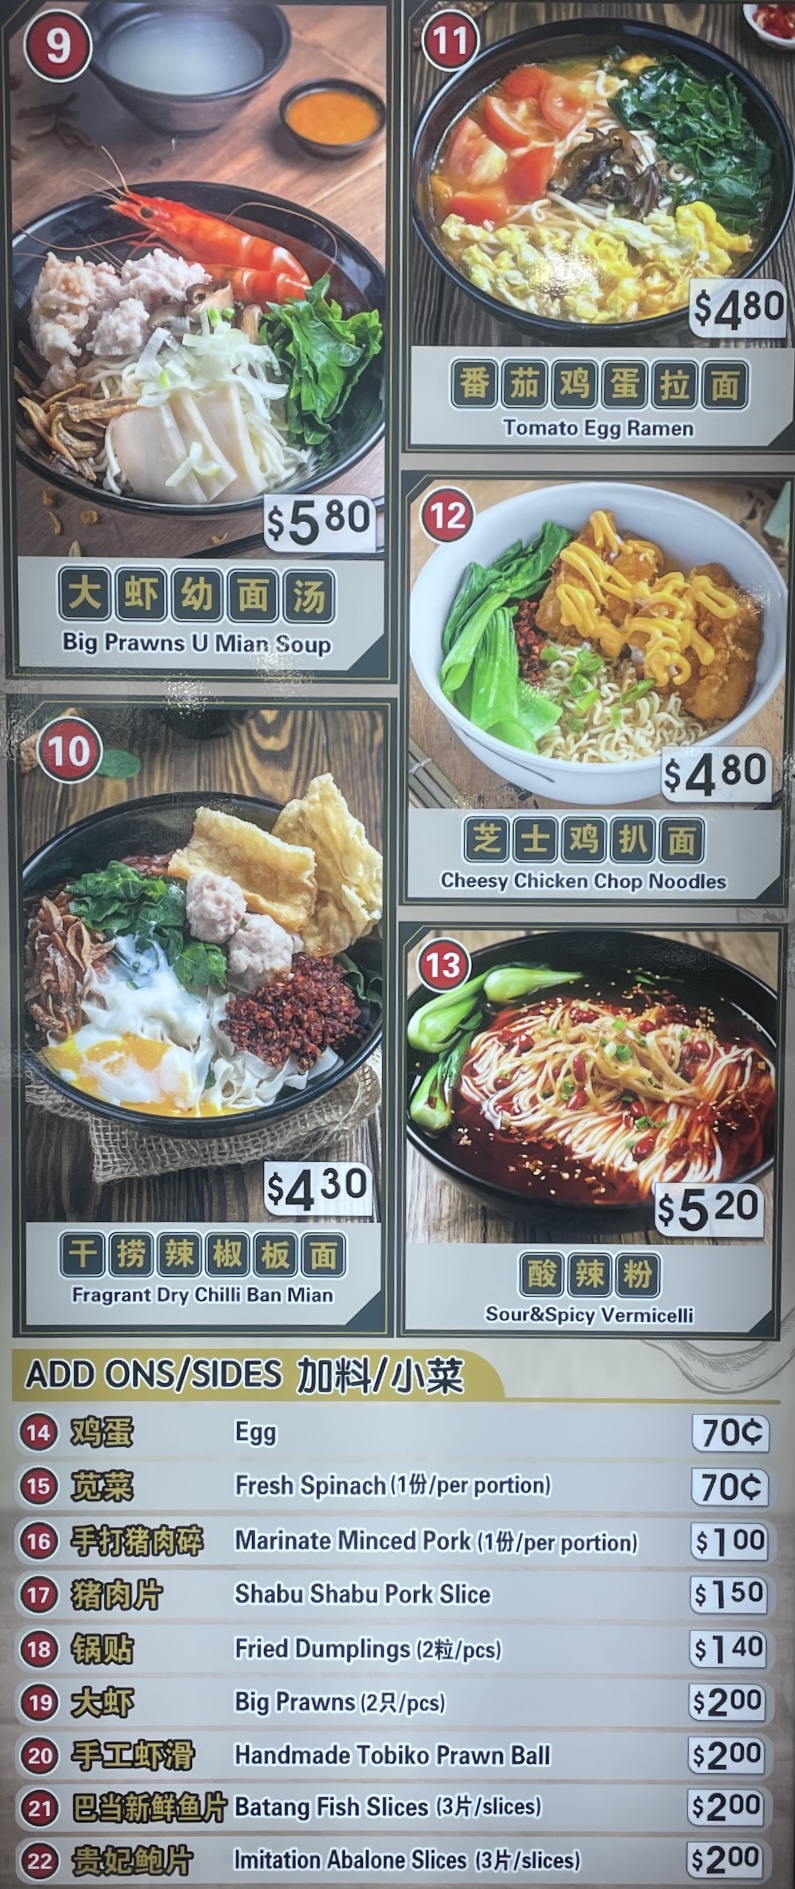 9
$5.80
大虾幼面汤
Big Prawns U Mian Soup
10
$4.30
干捞辣椒板面
Fragrant Dry Chilli Ban Mian
11
$4.80
番茄鸡蛋拉面
Tomato Egg Ramen
12
$4.80
芝士鸡扒面
Cheesy Chicken Chop Noodles
13
$5.20
酸辣粉
Sour&Spicy Vermicelli
ADD ONS/SIDES 加料/小菜
14 鸡蛋 Egg 70¢
15 苋菜 Fresh Spinach (1份/per portion) 70¢
16 手打猪肉碎 Marinate Minced Pork (1份/per portion) $1.00
17 猪肉片 Shabu Shabu Pork Slice $1.50
18 锅贴 Fried Dumplings (2粒/pcs) $1.40
19 大虾 Big Prawns (2只/pcs) $2.00
20 手工虾滑 Handmade Tobiko Prawn Ball $2.00
21 巴当新鲜鱼片 Batang Fish Slices (3片/slices) $2.00
22 贵妃鲍片 Imitation Abalone Slices (3片/slices) $2.00